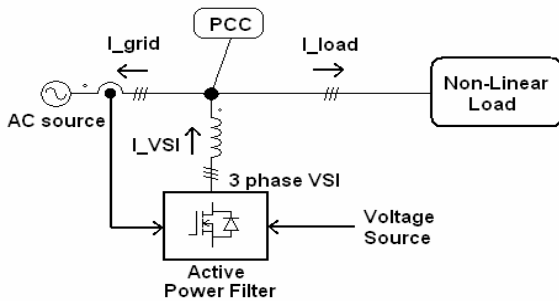 PCC
I_grid
I_load
Non-Linear
Load
AC source
I_VSI
3 phase VSI
Voltage
Source
Active
Power Filter